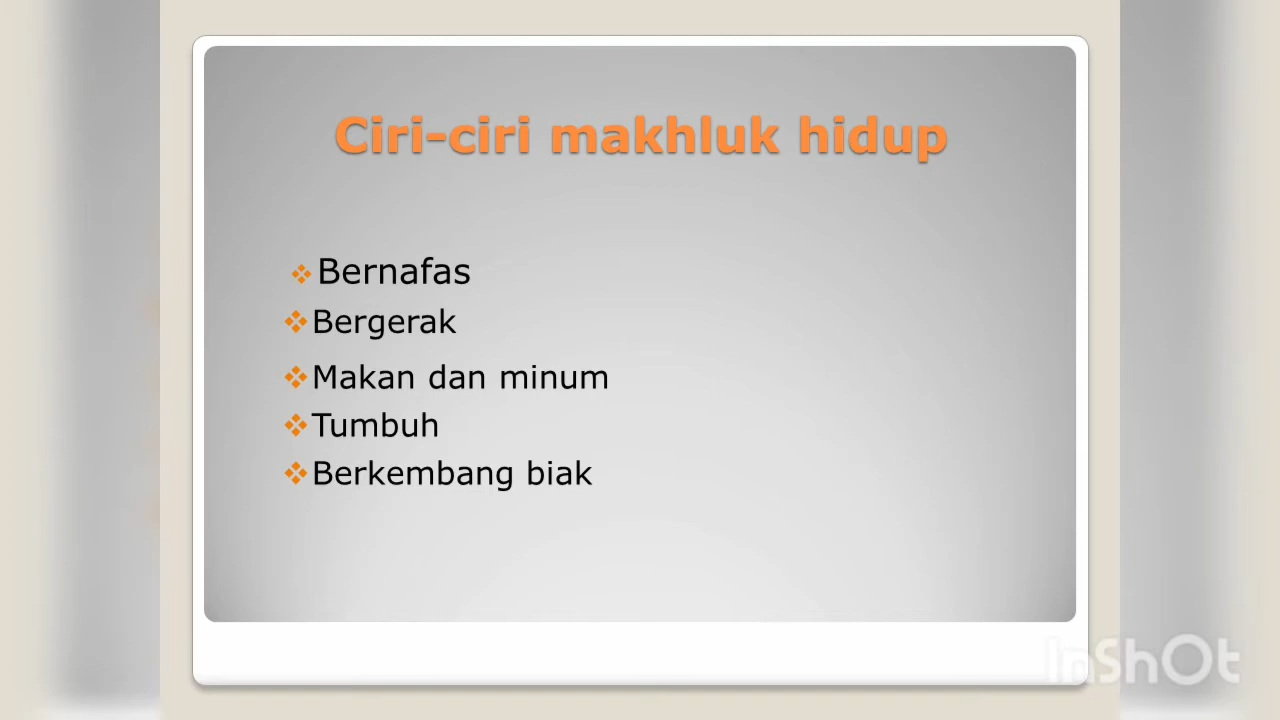 Ciri-ciri makhluk hidup
Bernafas
Bergerak
Makan dan minum
Tumbuh
Berkembang biak
InShOt